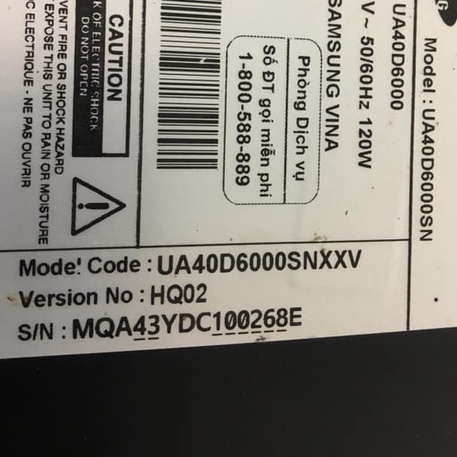 Model : UA40D6000SN
UA40D6000
V~ 50/60Hz 120W
SAMSUNG VINA
Phòng Dịch vụ
Số ĐT gọi miễn phí
1-800-588-889
CAUTION
K OF ELECTRIC SHOCK
DO NOT OPEN
VENT FIRE OR SHOCK HAZARD
EXPOSE THIS UNIT TO RAIN OR MOISTURE
C ELECTRIQUE - NE PAS OUVRIR
Model Code : UA40D6000SNXXV
Version No : HQ02
S/N : MQA43YDC100268E